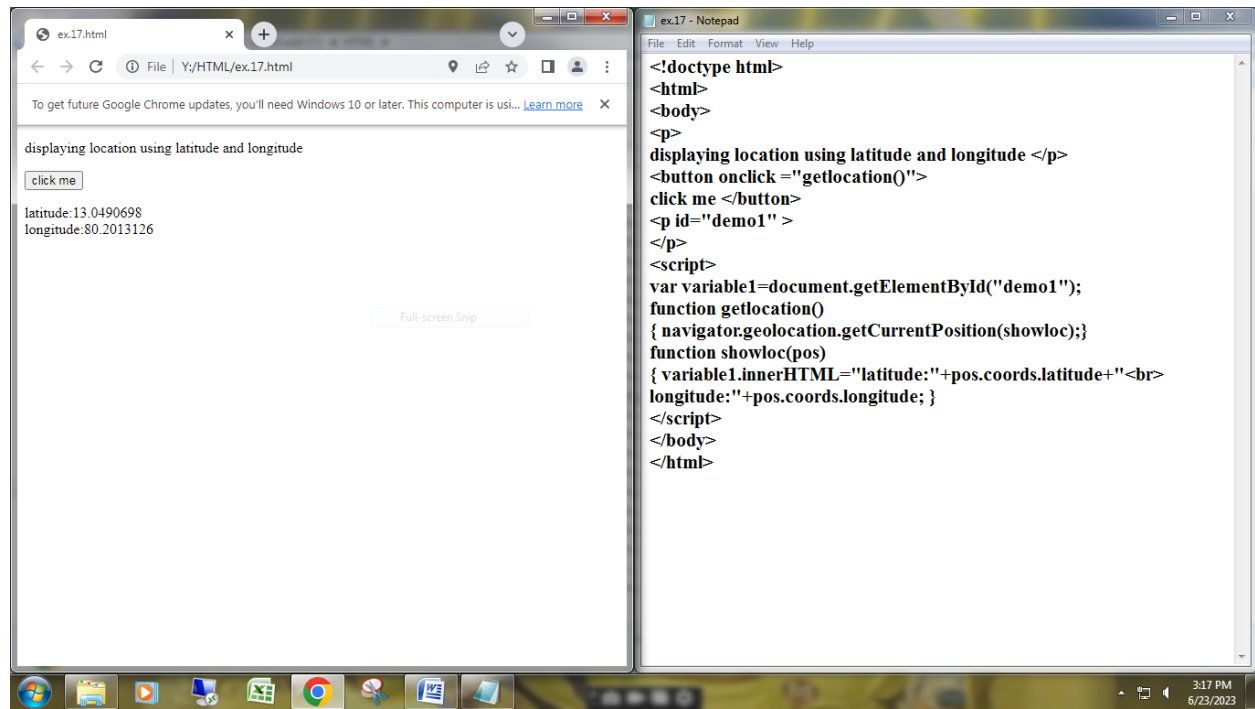 ex.17.html
File | Y:/HTML/ex.17.html
To get future Google Chrome updates, you'll need Windows 10 or later. This computer is usi... Learn more
displaying location using latitude and longitude
click me
latitude:13.0490698
longitude:80.2013126
Full-screen Snip
ex.17 - Notepad
File Edit Format View Help
<!doctype html>
<html>
<body>
<p>
displaying location using latitude and longitude </p>
<button onclick ="getlocation()">
click me </button>
<p id="demo1" >
</p>
<script>
var variable1=document.getElementById("demo1");
function getlocation()
{ navigator.geolocation.getCurrentPosition(showloc);}
function showloc(pos)
{ variable1.innerHTML="latitude:"+pos.coords.latitude+"<br>
longitude:"+pos.coords.longitude; }
</script>
</body>
</html>
3:17 PM
6/23/2023